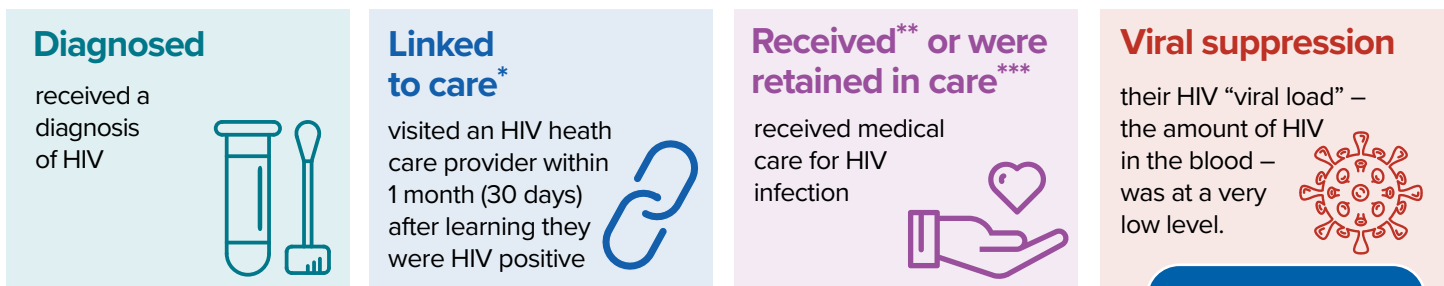 Diagnosed
received a
diagnosis
of HIV
Linked
to care*
visited an HIV heath
care provider within
1 month (30 days)
after learning they
were HIV positive
Received** or were
retained in care***
received medical
care for HIV
infection
Viral suppression
their HIV “viral load” –
the amount of HIV
in the blood –
was at a very
low level.